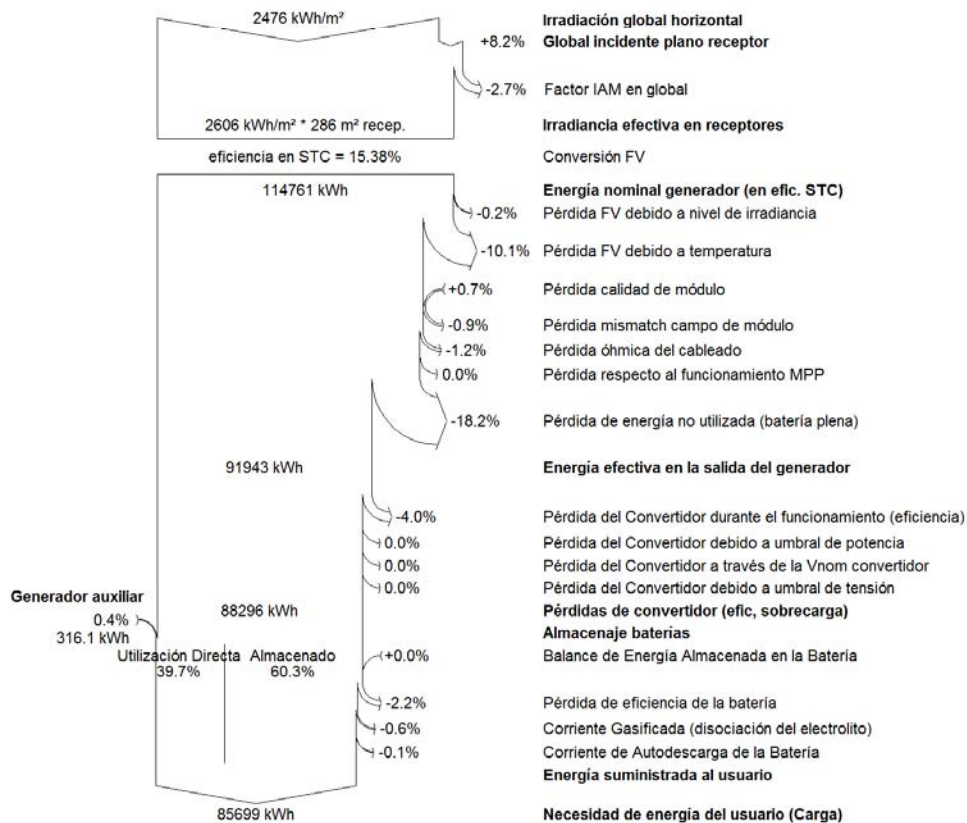 2476 kWh/m² Irradiación global horizontal
+8.2% Global incidente plano receptor
-2.7% Factor IAM en global
2606 kWh/m² * 286 m² recep. Irradiancia efectiva en receptores
eficiencia en STC = 15.38% Conversión FV
114761 kWh Energía nominal generador (en efic. STC)
-0.2% Pérdida FV debido a nivel de irradiancia
-10.1% Pérdida FV debido a temperatura
+0.7% Pérdida calidad de módulo
-0.9% Pérdida mismatch campo de módulo
-1.2% Pérdida óhmica del cableado
0.0% Pérdida respecto al funcionamiento MPP
-18.2% Pérdida de energía no utilizada (batería plena)
91943 kWh Energía efectiva en la salida del generador
-4.0% Pérdida del Convertidor durante el funcionamiento (eficiencia)
0.0% Pérdida del Convertidor debido a umbral de potencia
0.0% Pérdida del Convertidor a través de la Vnom convertidor
0.0% Pérdida del Convertidor debido a umbral de tensión
Generador auxiliar
88296 kWh Pérdidas de convertidor (efic, sobrecarga)
0.4%
316.1 kWh Almacenaje baterías
Utilización Directa Almacenado +0.0% Balance de Energía Almacenada en la Batería
39.7% 60.3%
-2.2% Pérdida de eficiencia de la batería
-0.6% Corriente Gasificada (disociación del electrolito)
-0.1% Corriente de Autodescarga de la Batería
Energía suministrada al usuario
85699 kWh Necesidad de energía del usuario (Carga)